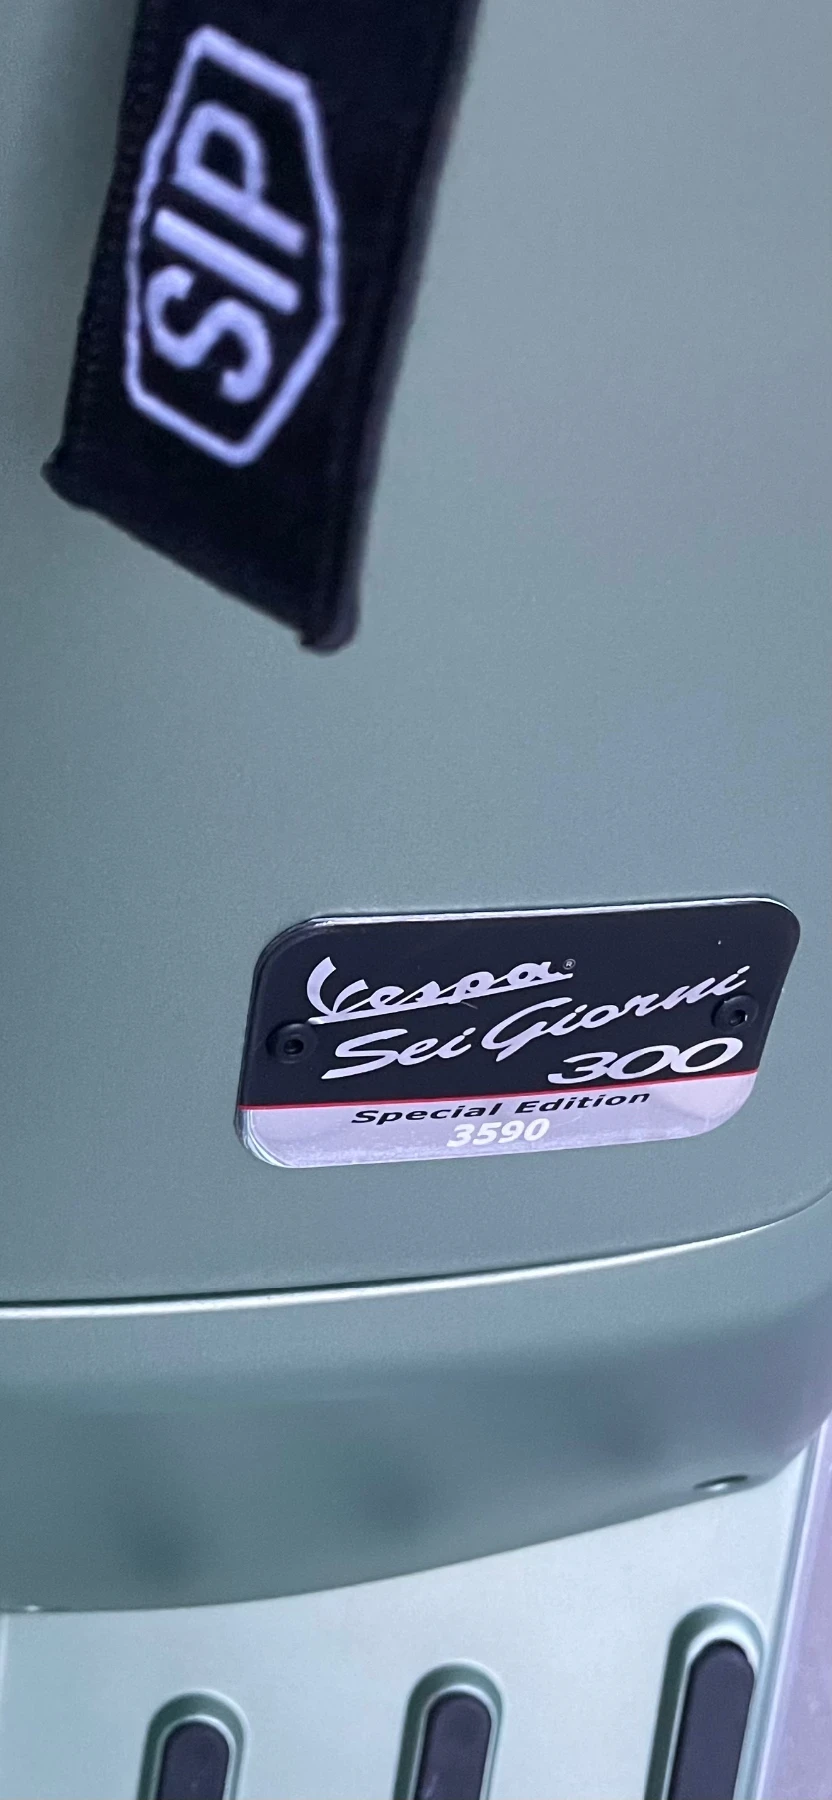 SIP
Vespa®
Sei Giorni
300
Special Edition
3590